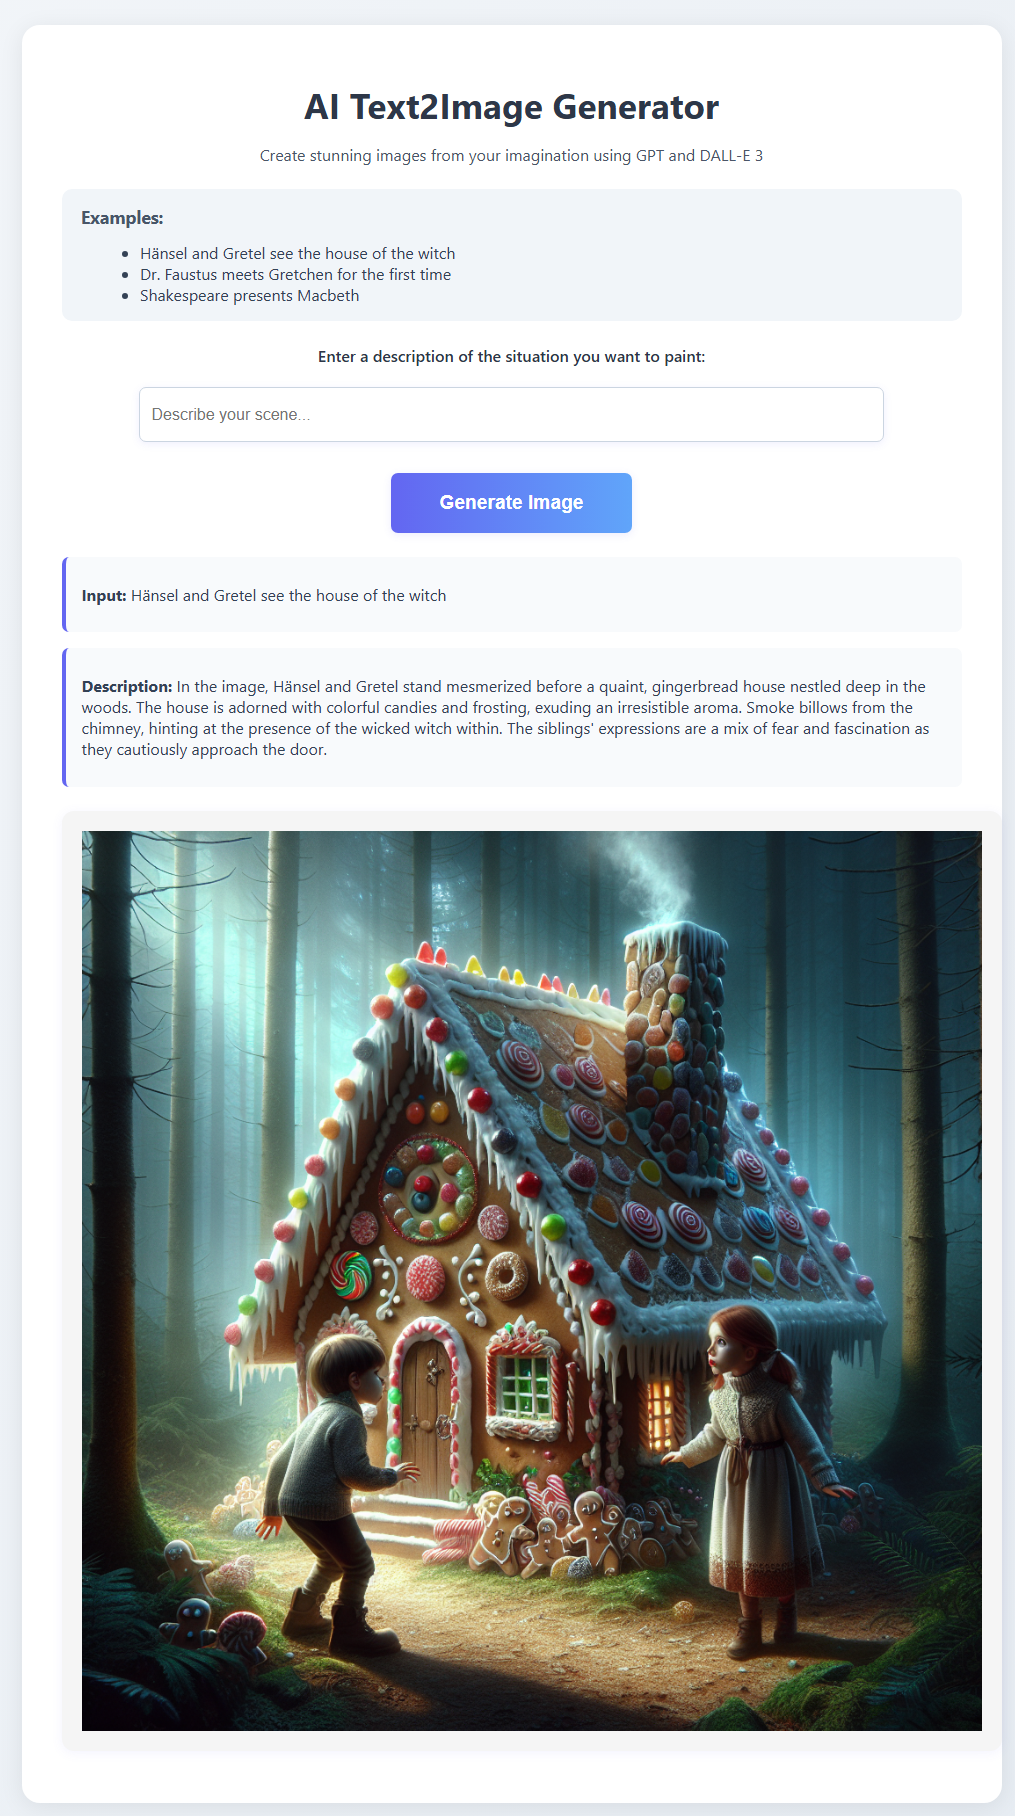 AI Text2Image Generator
Create stunning images from your imagination using GPT and DALL-E 3
Examples:
Hänsel and Gretel see the house of the witch
Dr. Faustus meets Gretchen for the first time
Shakespeare presents Macbeth
Enter a description of the situation you want to paint:
Describe your scene...
Generate Image
Input: Hänsel and Gretel see the house of the witch
Description: In the image, Hänsel and Gretel stand mesmerized before a quaint, gingerbread house nestled deep in the
woods. The house is adorned with colorful candies and frosting, exuding an irresistible aroma. Smoke billows from the
chimney, hinting at the presence of the wicked witch within. The siblings' expressions are a mix of fear and fascination as
they cautiously approach the door.